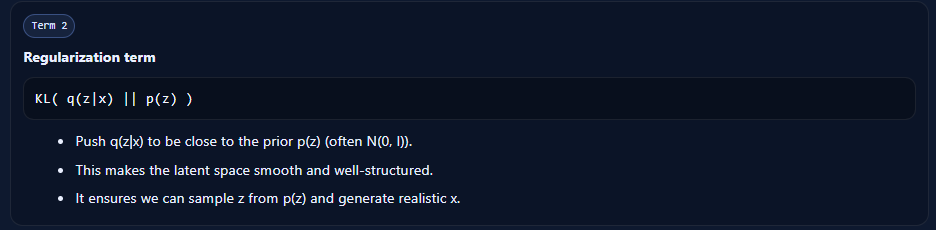 Term 2
Regularization term
KL( q(z|x) || p(z) )
Push q(z|x) to be close to the prior p(z) (often N(0, I)).
This makes the latent space smooth and well-structured.
It ensures we can sample z from p(z) and generate realistic x.